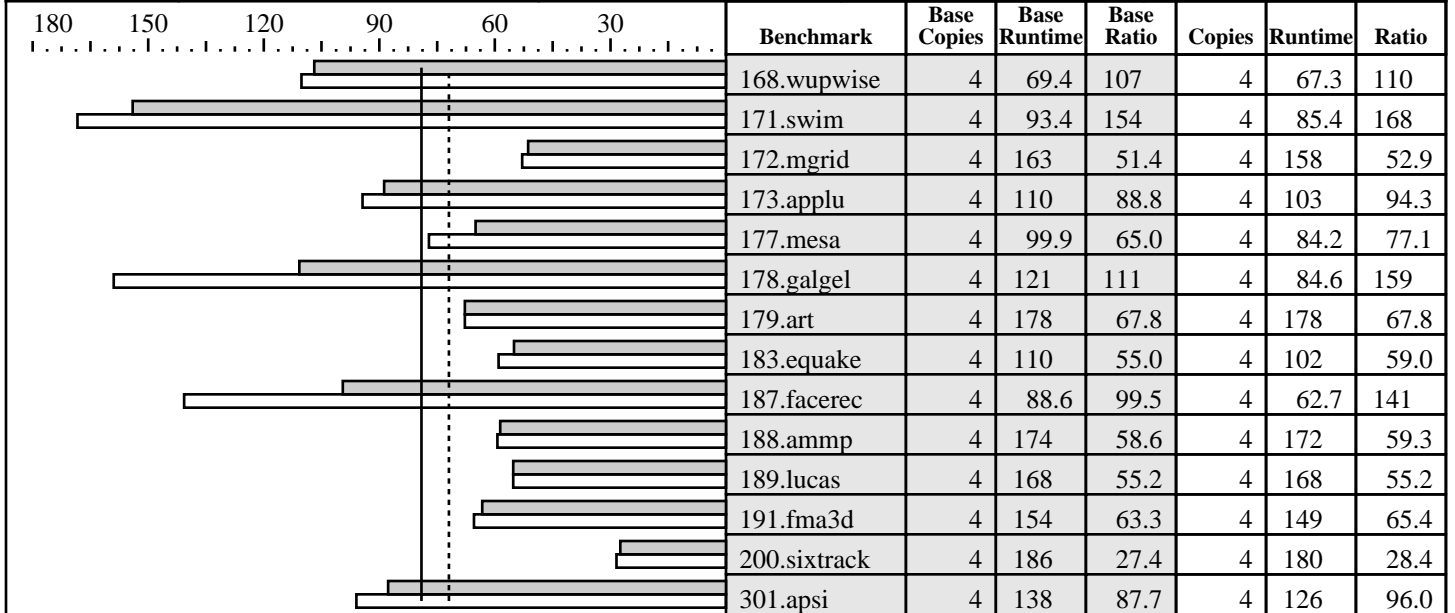 180 150 120 90 60 30
Benchmark Base Copies Base Runtime Base Ratio Copies Runtime Ratio
168.wupwise 4 69.4 107 4 67.3 110
171.swim 4 93.4 154 4 85.4 168
172.mgrid 4 163 51.4 4 158 52.9
173.applu 4 110 88.8 4 103 94.3
177.mesa 4 99.9 65.0 4 84.2 77.1
178.galgel 4 121 111 4 84.6 159
179.art 4 178 67.8 4 178 67.8
183.equake 4 110 55.0 4 102 59.0
187.facerec 4 88.6 99.5 4 62.7 141
188.ammp 4 174 58.6 4 172 59.3
189.lucas 4 168 55.2 4 168 55.2
191.fma3d 4 154 63.3 4 149 65.4
200.sixtrack 4 186 27.4 4 180 28.4
301.apsi 4 138 87.7 4 126 96.0